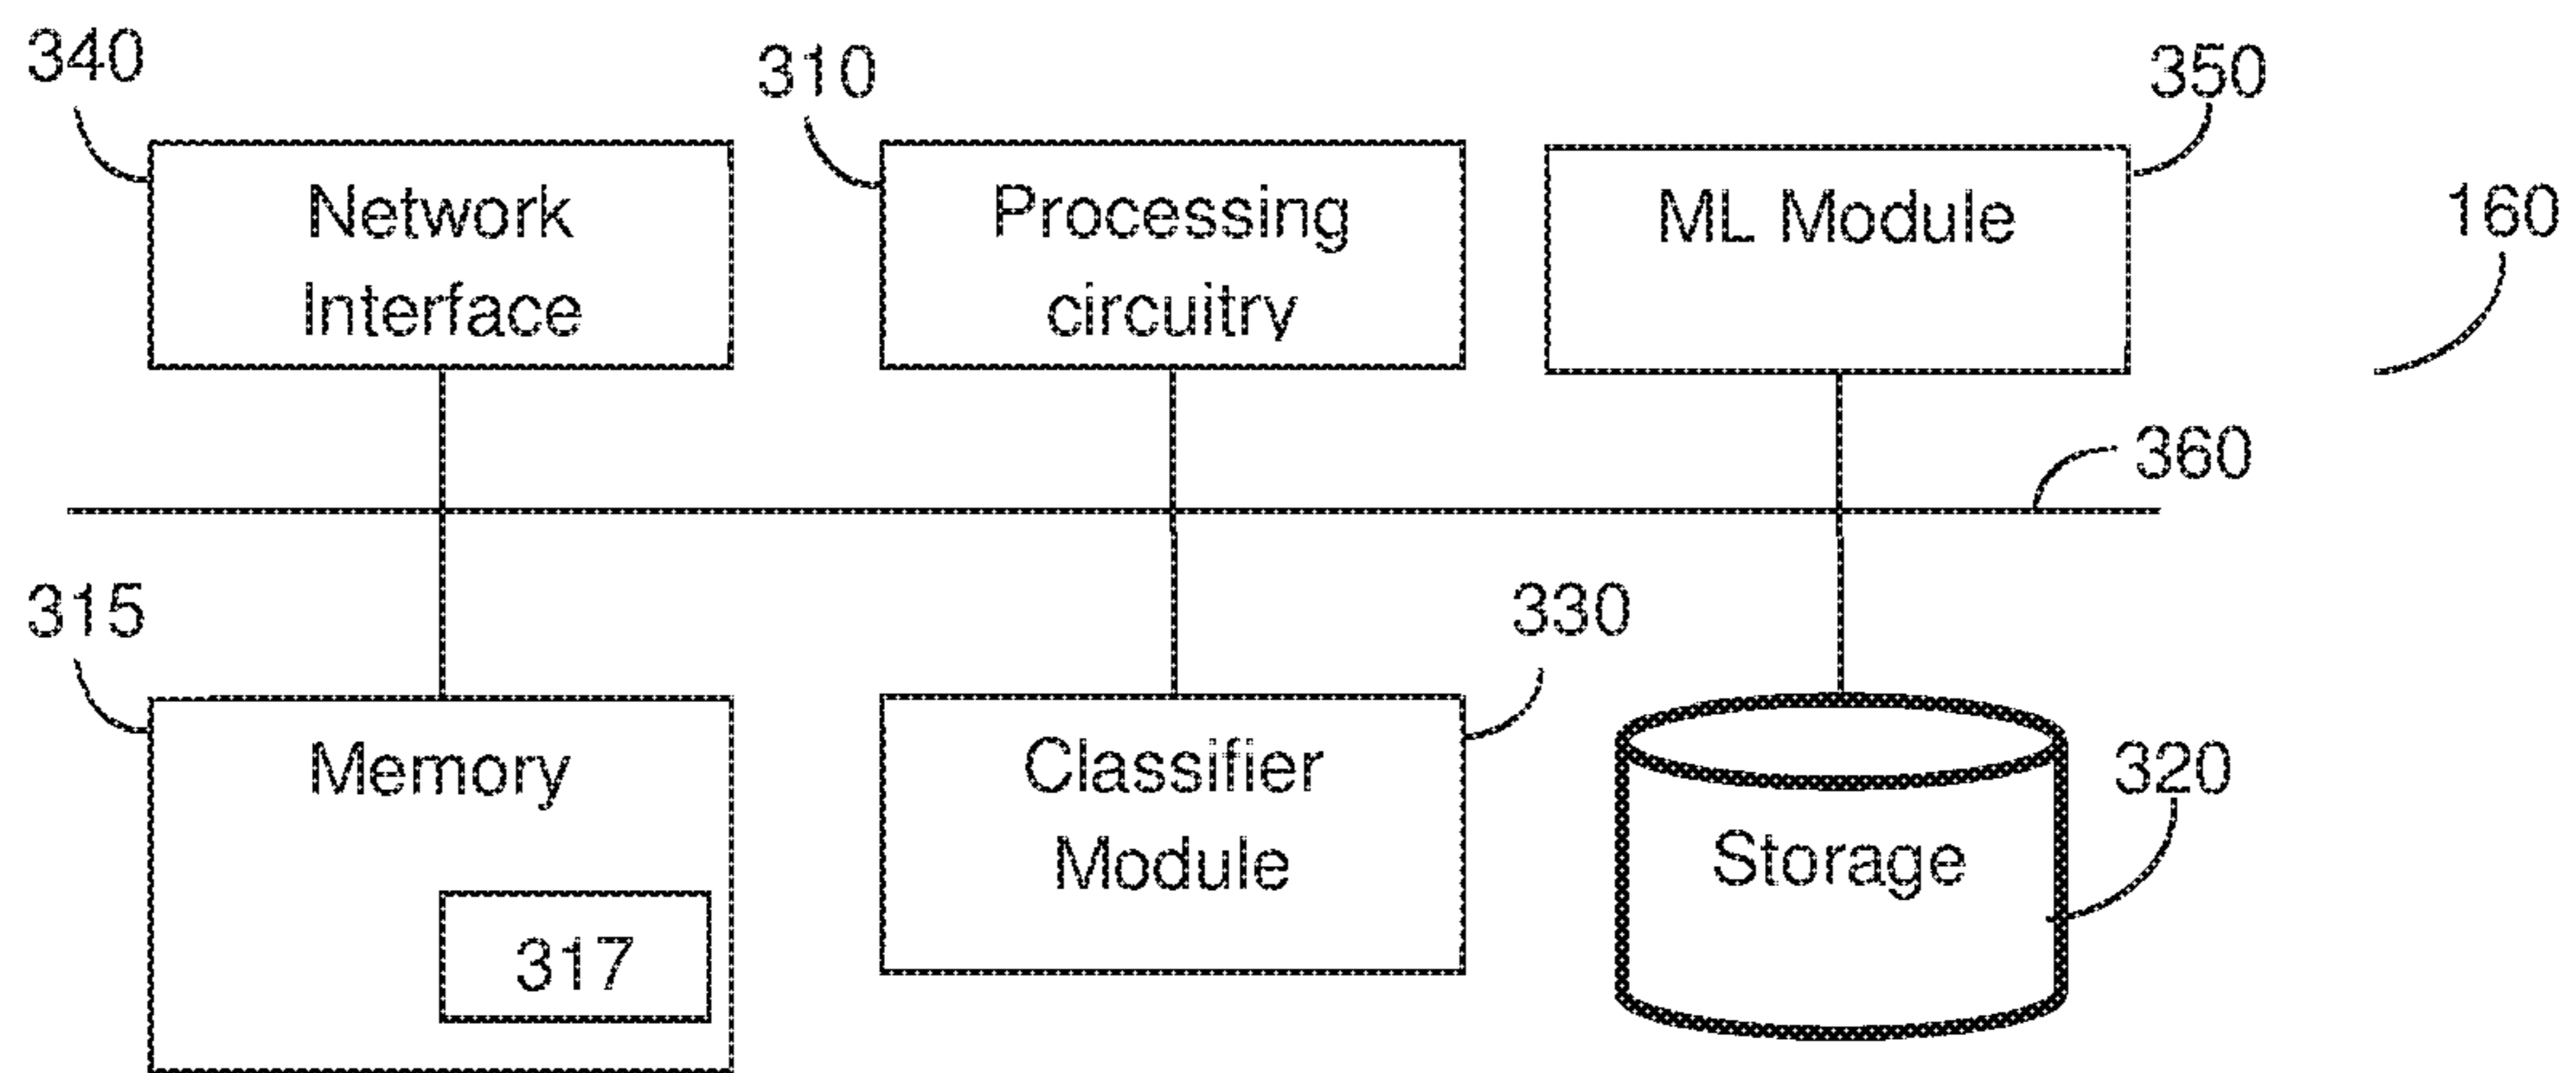 340
310
350
Network
Interface
Processing
circuitry
ML Module
160
360
315
330
Memory
317
Classifier
Module
320
Storage